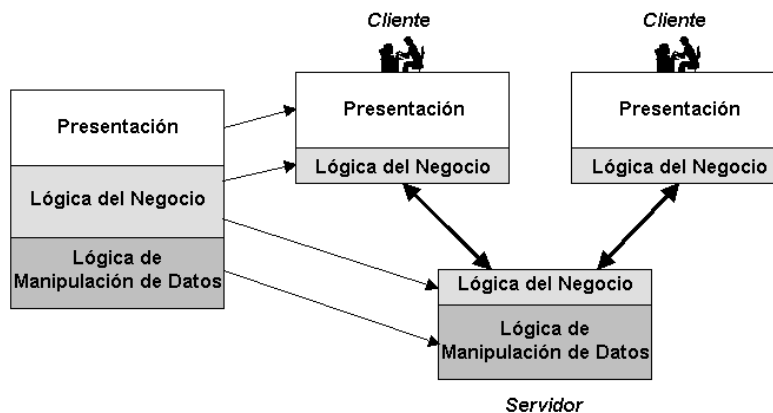 Cliente
Cliente
Presentación
Lógica del Negocio
Lógica de
Manipulación de Datos
Presentación
Lógica del Negocio
Presentación
Lógica del Negocio
Lógica del Negocio
Lógica de
Manipulación de Datos
Servidor